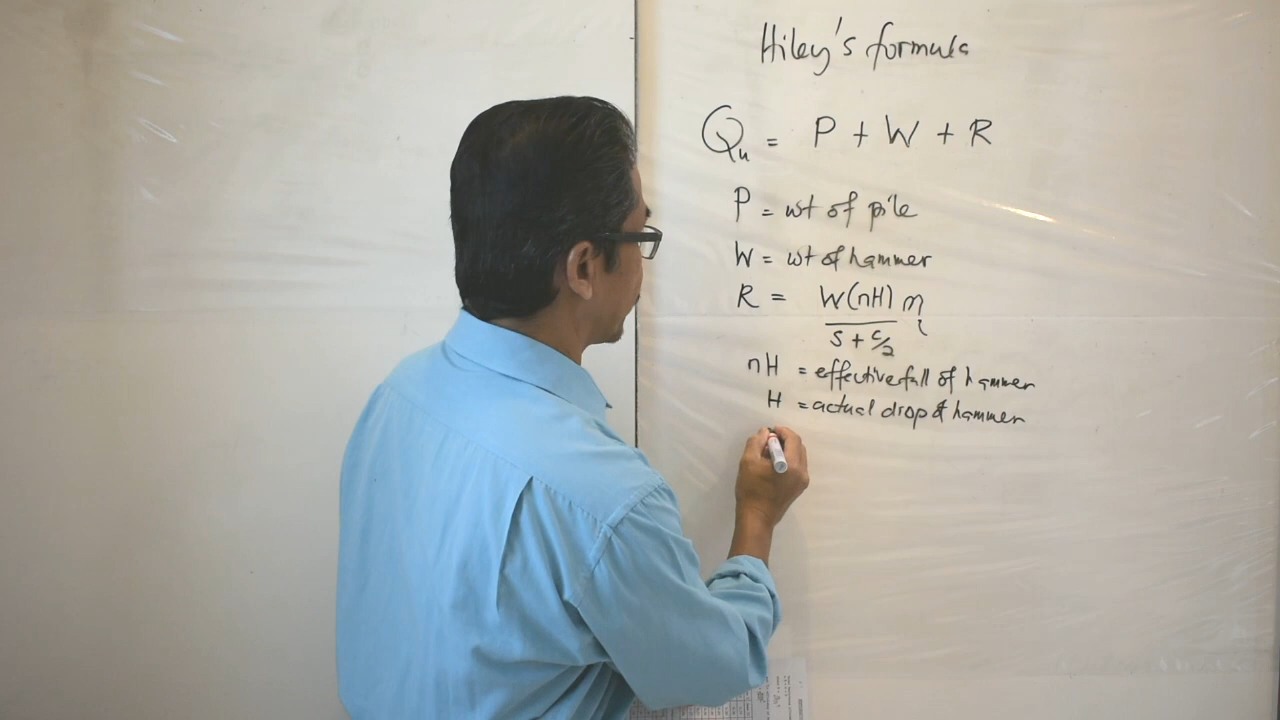 Hiley's formula
Qu = P + W + R
P = wt of pile
W = wt of hammer
R = W(nH) η
s + c/2
nH = effective fall of hammer
H = actual drop of hammer